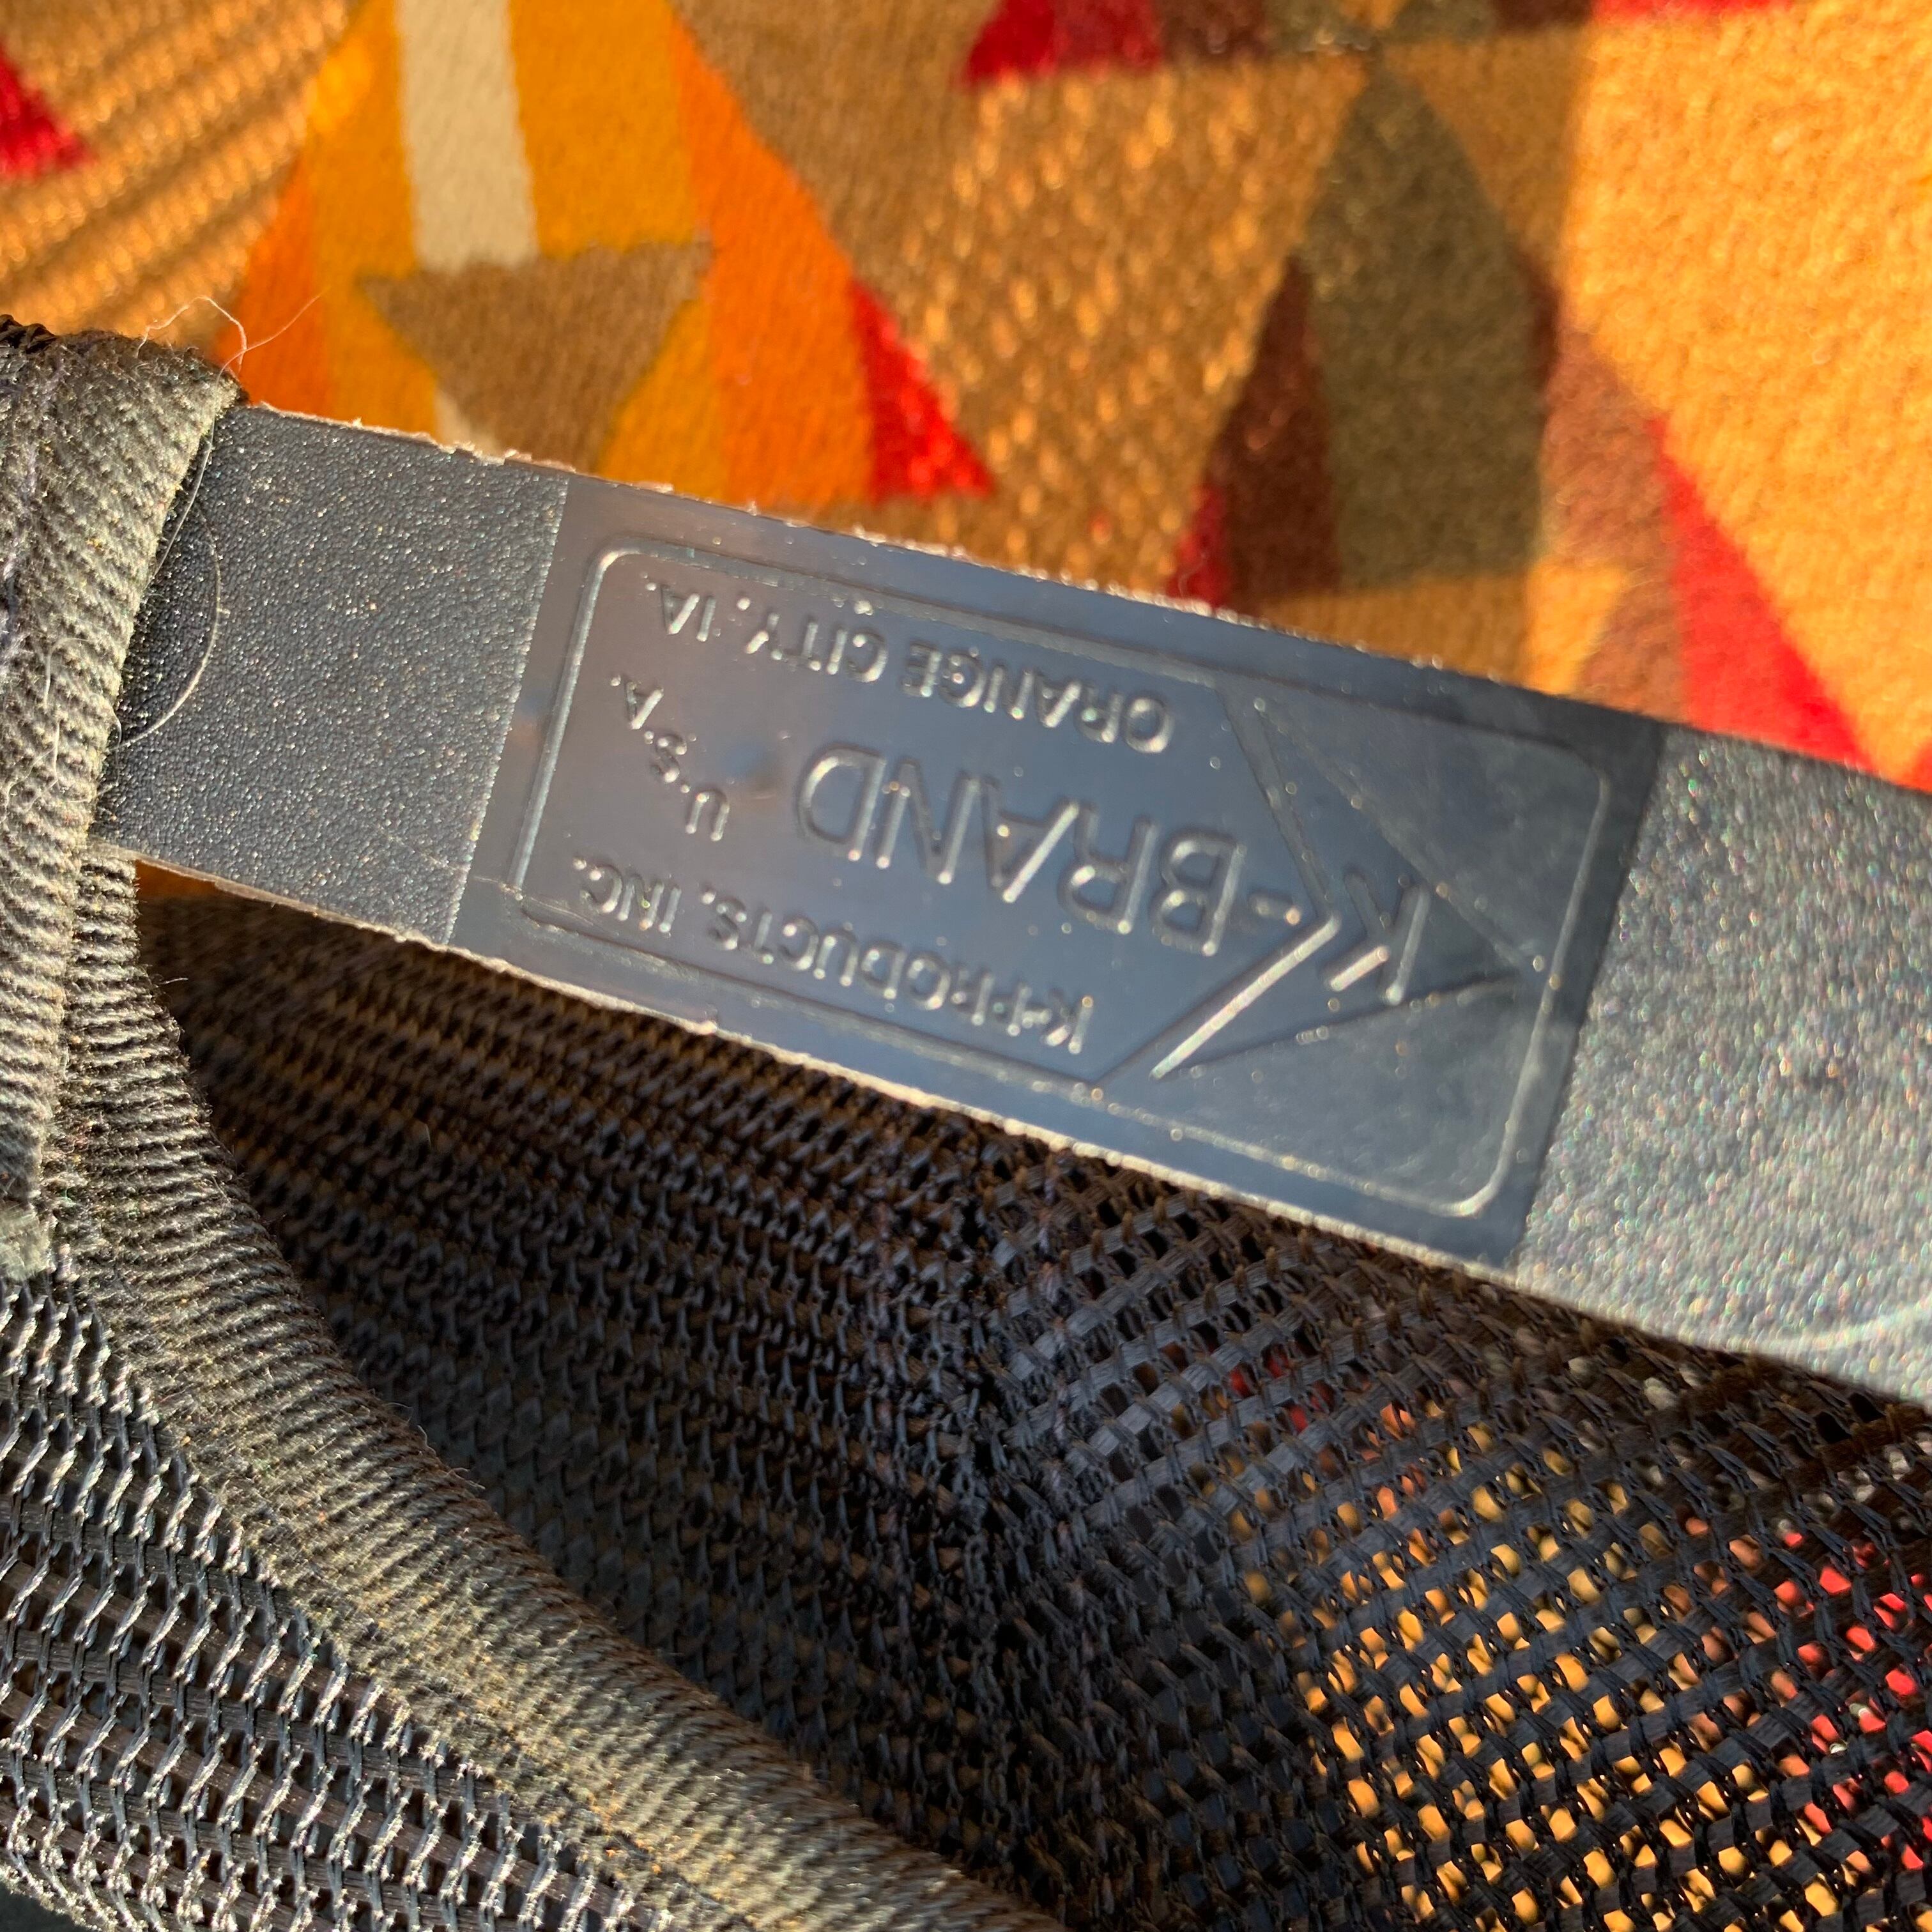 K
K-PRODUCTS, INC.
K-BRAND U.S.A.
ORANGE CITY, IA.